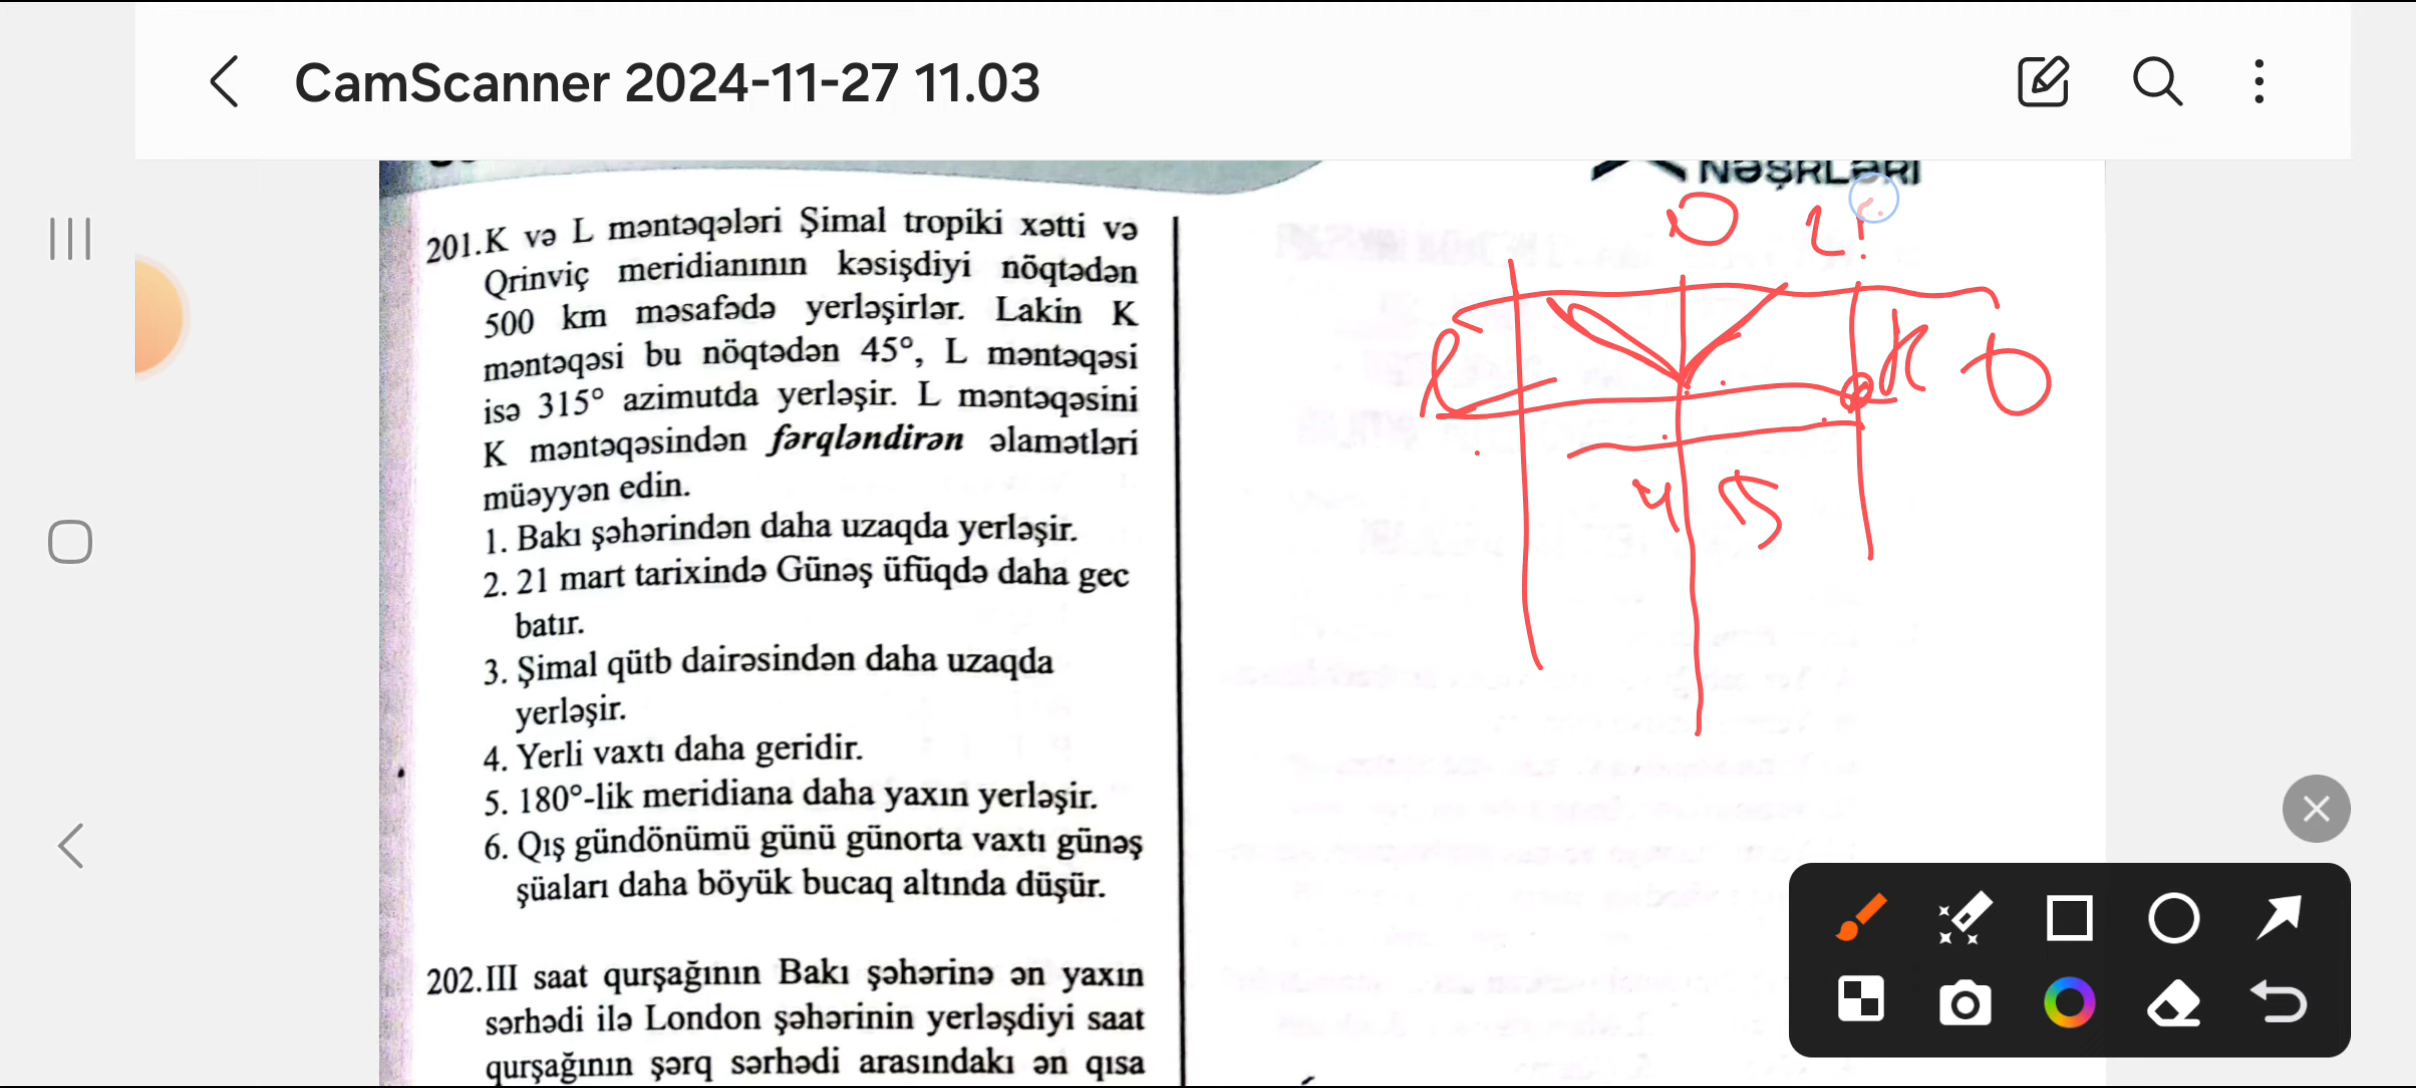 CamScanner 2024-11-27 11.03
NƏŞRLƏRİ
201. K və L məntəqələri Şimal tropiki xətti və
Qrinviç meridianının kəsişdiyi nöqtədən
500 km məsafədə yerləşirlər. Lakin K
məntəqəsi bu nöqtədən 45°, L məntəqəsi
isə 315° azimutda yerləşir. L məntəqəsini
K məntəqəsindən fərqləndirən əlamətləri
müəyyən edin.
1. Bakı şəhərindən daha uzaqda yerləşir.
2. 21 mart tarixində Günəş üfüqdə daha gec
batır.
3. Şimal qütb dairəsindən daha uzaqda
yerləşir.
4. Yerli vaxtı daha geridir.
5. 180°-lik meridiana daha yaxın yerləşir.
6. Qış gündönümü günü günorta vaxtı günəş
şüaları daha böyük bucaq altında düşür.
202. III saat qurşağının Bakı şəhərinə ən yaxın
sərhədi ilə London şəhərinin yerləşdiyi saat
qurşağının şərq sərhədi arasındakı ən qısa
0
K